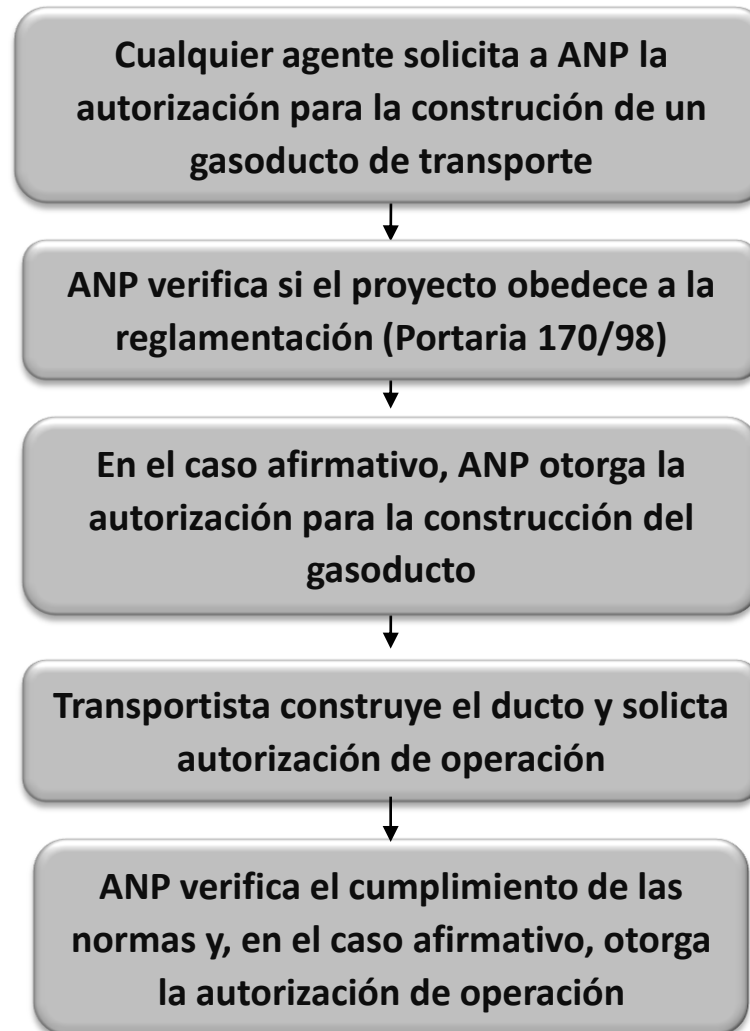 Cualquier agente solicita a ANP la
autorización para la construción de un
gasoducto de transporte
ANP verifica si el proyecto obedece a la
reglamentación (Portaria 170/98)
En el caso afirmativo, ANP otorga la
autorización para la construcción del
gasoducto
Transportista construye el ducto y solicta
autorización de operación
ANP verifica el cumplimiento de las
normas y, en el caso afirmativo, otorga
la autorización de operación